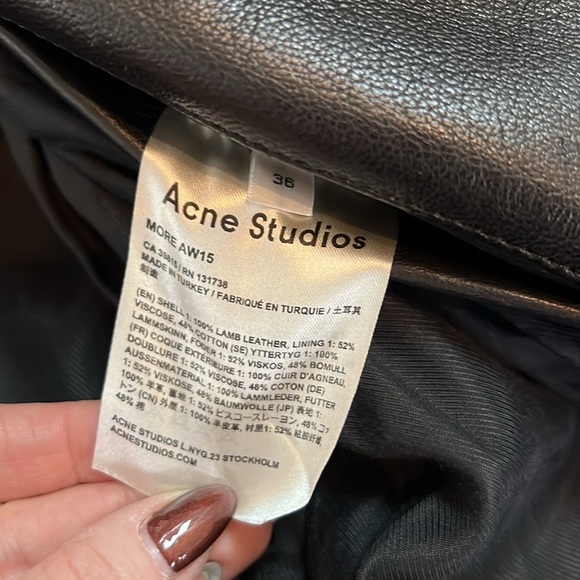 36
Acne Studios
MORE AW15
CA 35815 / RN 131738
MADE IN TURKEY / FABRIQUÉ EN TURQUIE / 土耳其
制造
(EN) SHELL 1: 100% LAMB LEATHER, LINING 1: 52%
VISCOSE, 48% COTTON (SE) YTTERTYG 1: 100%
LAMMSKINN, FODER 1: 52% VISKOS, 48% BOMULL
(FR) COQUE EXTÉRIEURE 1: 100% CUIR D'AGNEAU,
DOUBLURE 1: 52% VISCOSE, 48% COTON (DE)
AUSSENMATERIAL 1: 100% LAMMLEDER, FUTTER
1: 52% VISKOSE, 48% BAUMWOLLE (JP) 表地 1:
100% 羊革, 裏地 1: 52% ビスコースレーヨン, 48% コッ
トン (CN) 外层 1: 100% 羊皮革, 衬里1: 52% 粘胶纤维,
48% 棉
ACNE STUDIOS L.NYG.23 STOCKHOLM
ACNESTUDIOS.COM